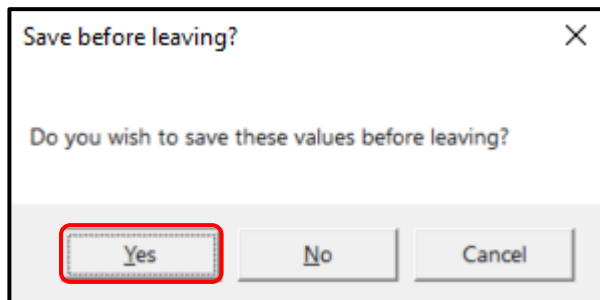 Save before leaving?
Do you wish to save these values before leaving?
Yes No Cancel